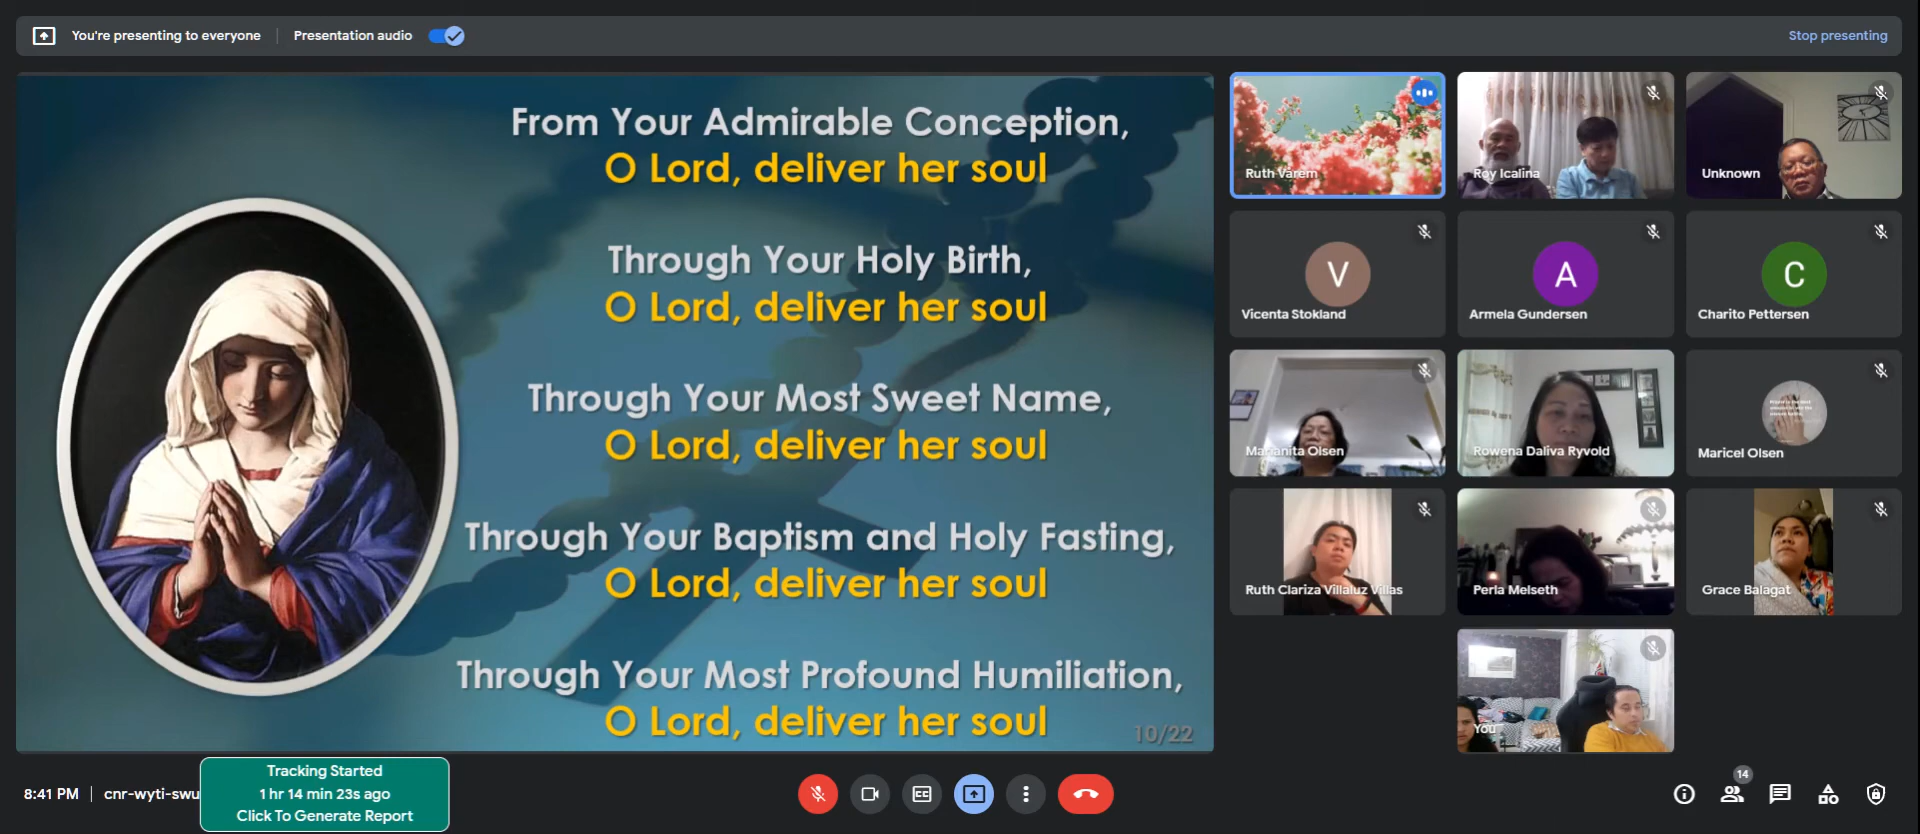 You're presenting to everyone
Presentation audio
Stop presenting
From Your Admirable Conception,
O Lord, deliver her soul
Through Your Holy Birth,
O Lord, deliver her soul
Through Your Most Sweet Name,
O Lord, deliver her soul
Through Your Baptism and Holy Fasting,
O Lord, deliver her soul
Through Your Most Profound Humiliation,
O Lord, deliver her soul
10/22
Ruth Varem
Roy Icalina
Unknown
V
Vicenta Stokland
A
Armela Gundersen
C
Charito Pettersen
Marianita Olsen
Rowena Daliva Ryvold
Maricel Olsen
Ruth Clariza Villaluz Villas
Perla Melseth
Grace Balagat
You
8:41 PM
cnr-wyti-swu
Tracking Started
1 hr 14 min 23s ago
Click To Generate Report
CC
14